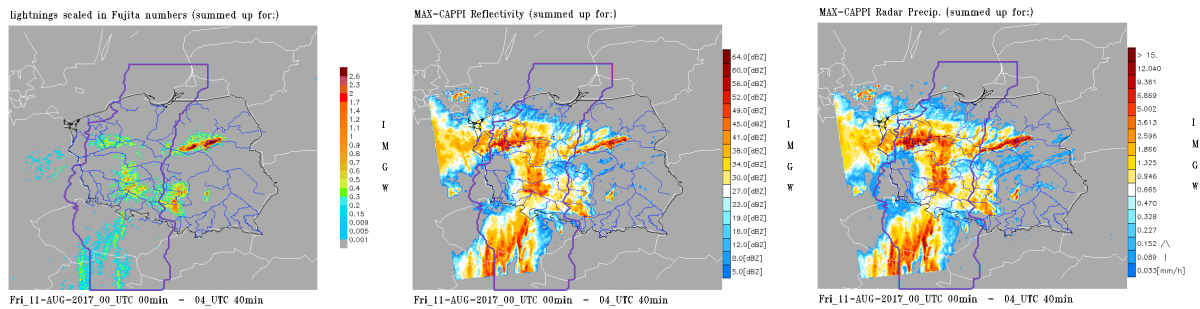 lightnings scaled in Fujita numbers (summed up for:)
2.6
2.3
2
1.7
1.4
1.2
1.1
1
0.9
0.8
0.7
0.6
0.5
0.4
0.3
0.2
0.15
0.009
0.005
0.001
I
M
G
W
Fri_11-AUG-2017_00_UTC 00min - 04_UTC 40min
MAX-CAPPI Reflectivity (summed up for:)
64.0[dBZ]
60.0[dBZ]
56.0[dBZ]
52.0[dBZ]
49.0[dBZ]
45.0[dBZ]
41.0[dBZ]
38.0[dBZ]
34.0[dBZ]
30.0[dBZ]
27.0[dBZ]
23.0[dBZ]
19.0[dBZ]
16.0[dBZ]
12.0[dBZ]
8.0[dBZ]
5.0[dBZ]
I
M
G
W
Fri_11-AUG-2017_00_UTC 00min - 04_UTC 40min
MAX-CAPPI Radar Precip. (summed up for:)
> 15.
12.040
9.361
6.869
5.002
3.613
2.596
1.866
1.325
0.946
0.665
0.470
0.328
0.227
0.152 /\
0.089 |
0.033[mm/h]
I
M
G
W
Fri_11-AUG-2017_00_UTC 00min - 04_UTC 40min